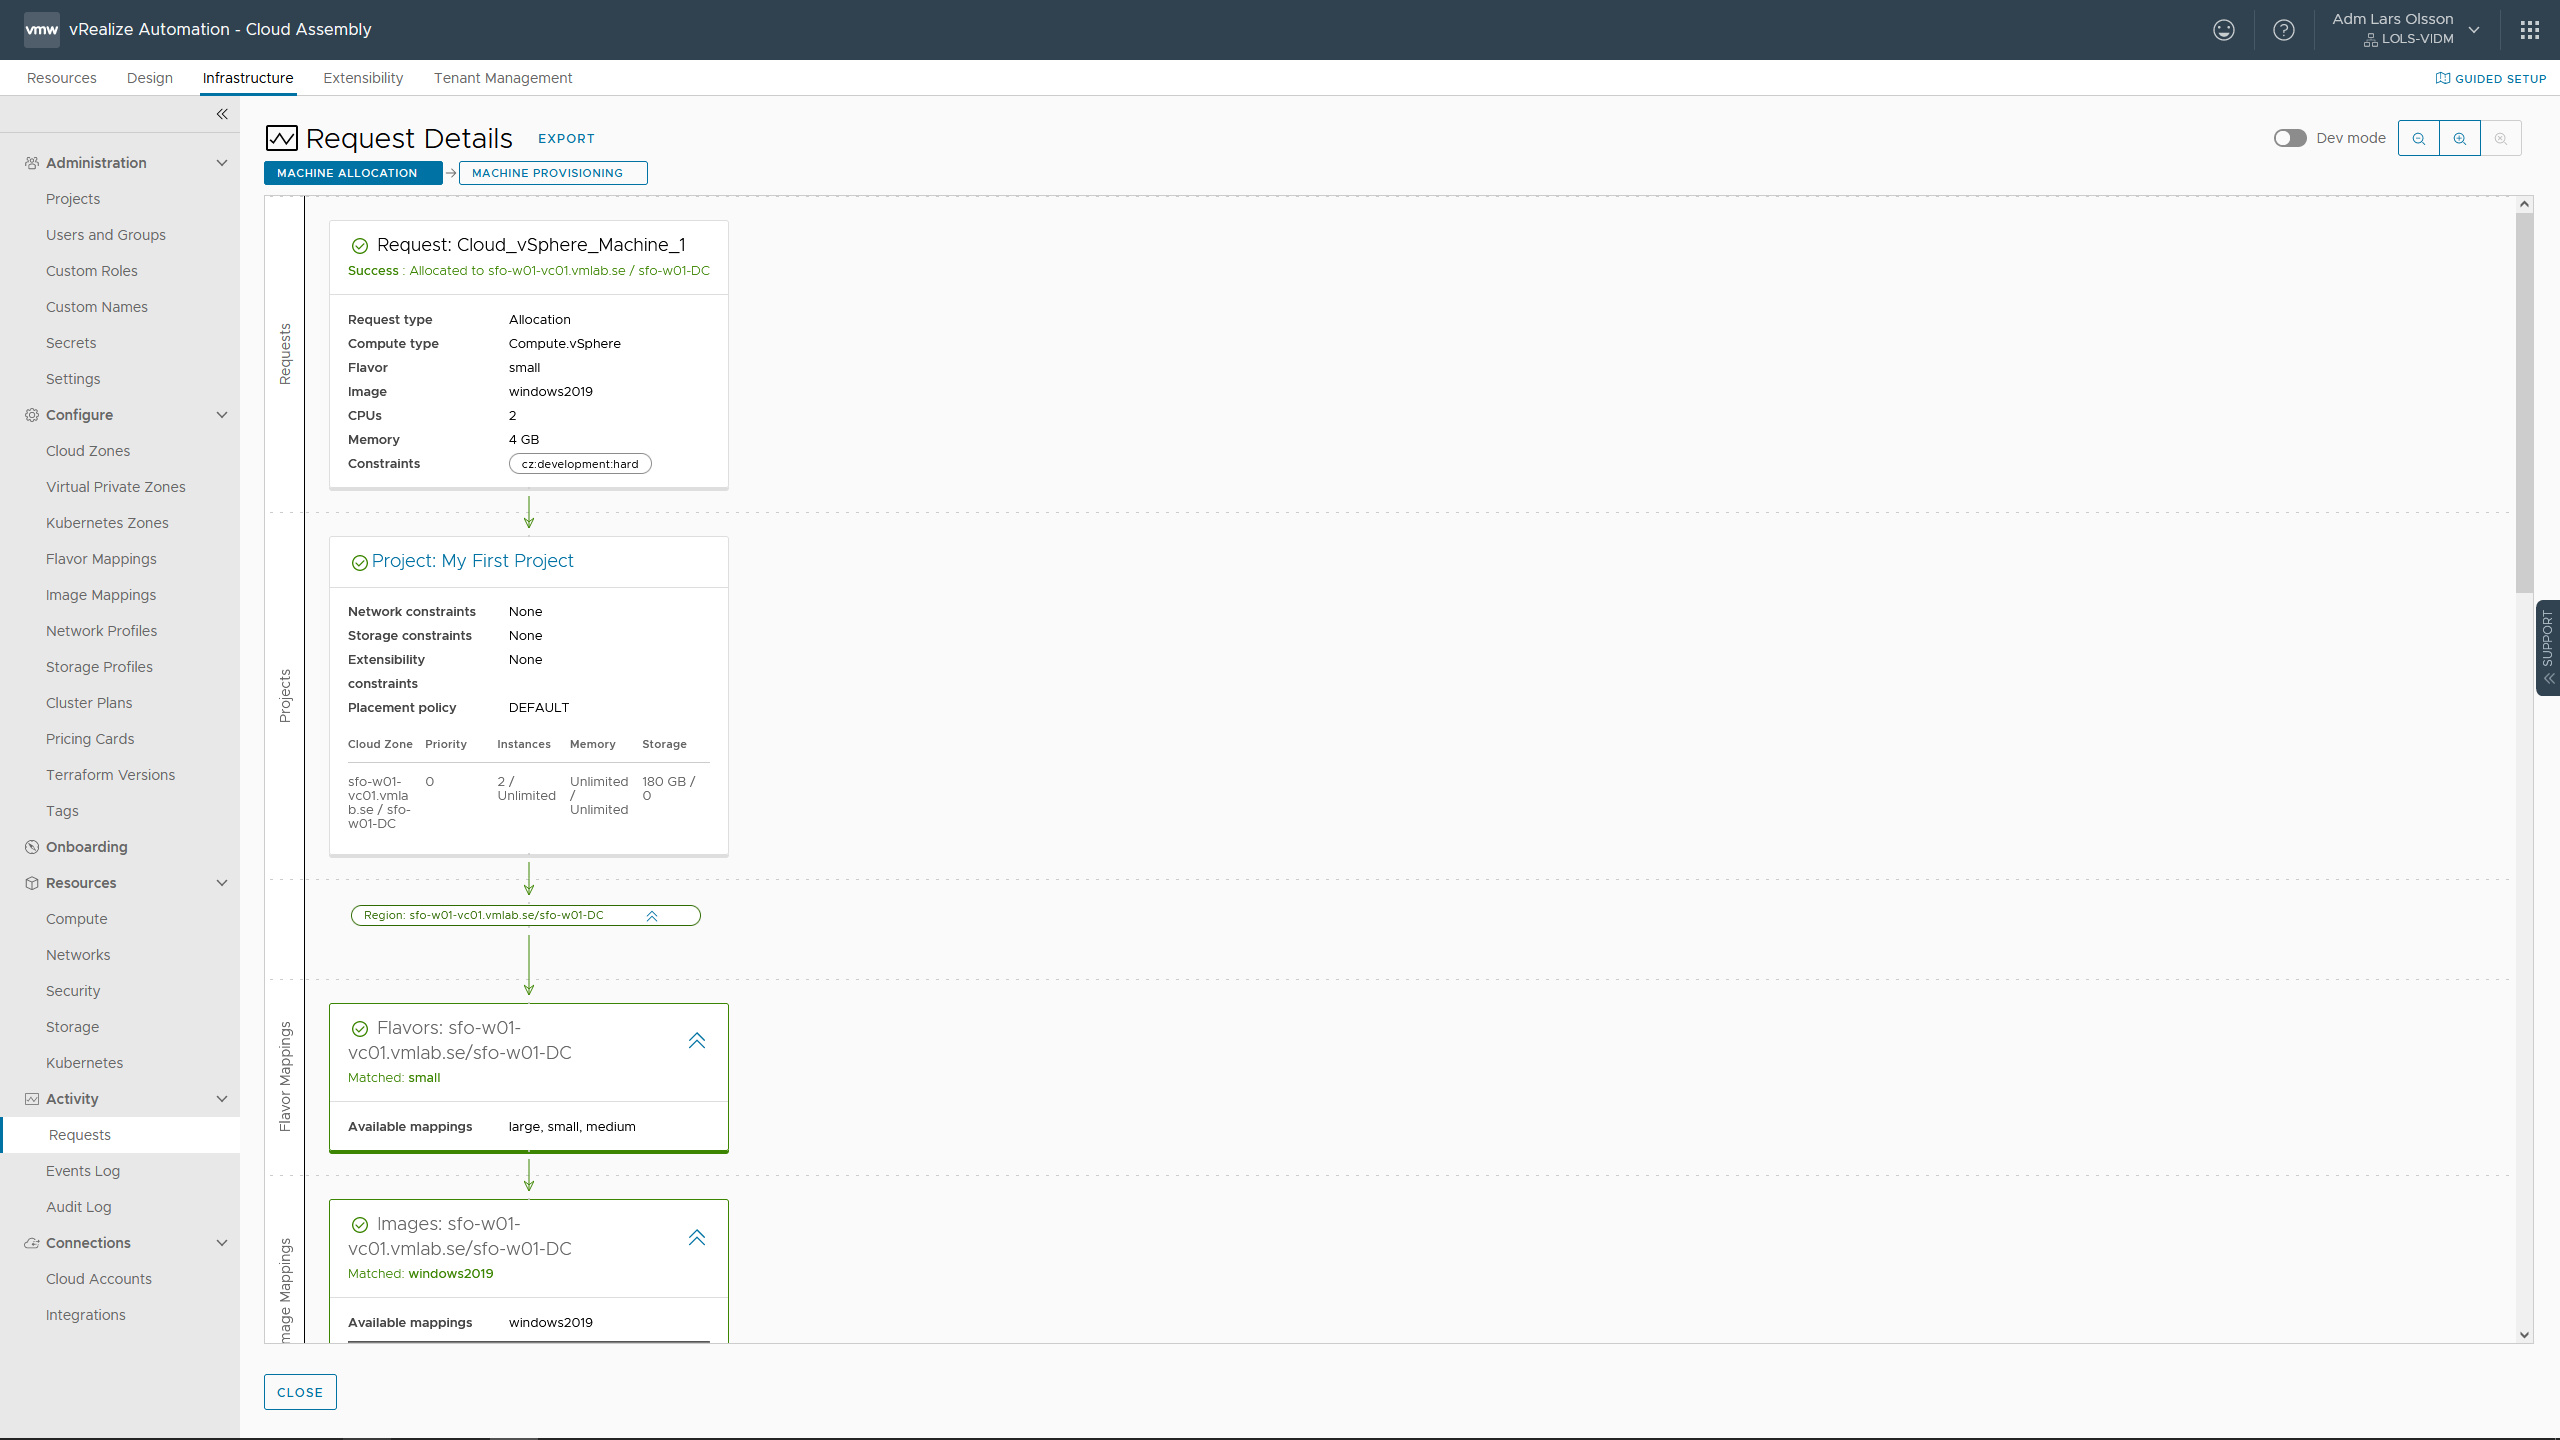 vmw vRealize Automation - Cloud Assembly
Adm Lars Olsson
LOLS-VIDM
Resources Design Infrastructure Extensibility Tenant Management
GUIDED SETUP
Administration
Projects
Users and Groups
Custom Roles
Custom Names
Secrets
Settings
Configure
Cloud Zones
Virtual Private Zones
Kubernetes Zones
Flavor Mappings
Image Mappings
Network Profiles
Storage Profiles
Cluster Plans
Pricing Cards
Terraform Versions
Tags
Onboarding
Resources
Compute
Networks
Security
Storage
Kubernetes
Activity
Requests
Events Log
Audit Log
Connections
Cloud Accounts
Integrations
Request Details EXPORT
Dev mode
MACHINE ALLOCATION MACHINE PROVISIONING
Requests
Request: Cloud_vSphere_Machine_1
Success : Allocated to sfo-w01-vc01.vmlab.se / sfo-w01-DC
Request type Allocation
Compute type Compute.vSphere
Flavor small
Image windows2019
CPUs 2
Memory 4 GB
Constraints cz:development:hard
Projects
Project: My First Project
Network constraints None
Storage constraints None
Extensibility None
constraints
Placement policy DEFAULT
Cloud Zone Priority Instances Memory Storage
sfo-w01- 0 2 / Unlimited 180 GB /
vc01.vmla Unlimited / 0
b.se / sfo- Unlimited
w01-DC
Region: sfo-w01-vc01.vmlab.se/sfo-w01-DC
Flavor Mappings
Flavors: sfo-w01-
vc01.vmlab.se/sfo-w01-DC
Matched: small
Available mappings large, small, medium
mage Mappings
Images: sfo-w01-
vc01.vmlab.se/sfo-w01-DC
Matched: windows2019
Available mappings windows2019
SUPPORT
CLOSE